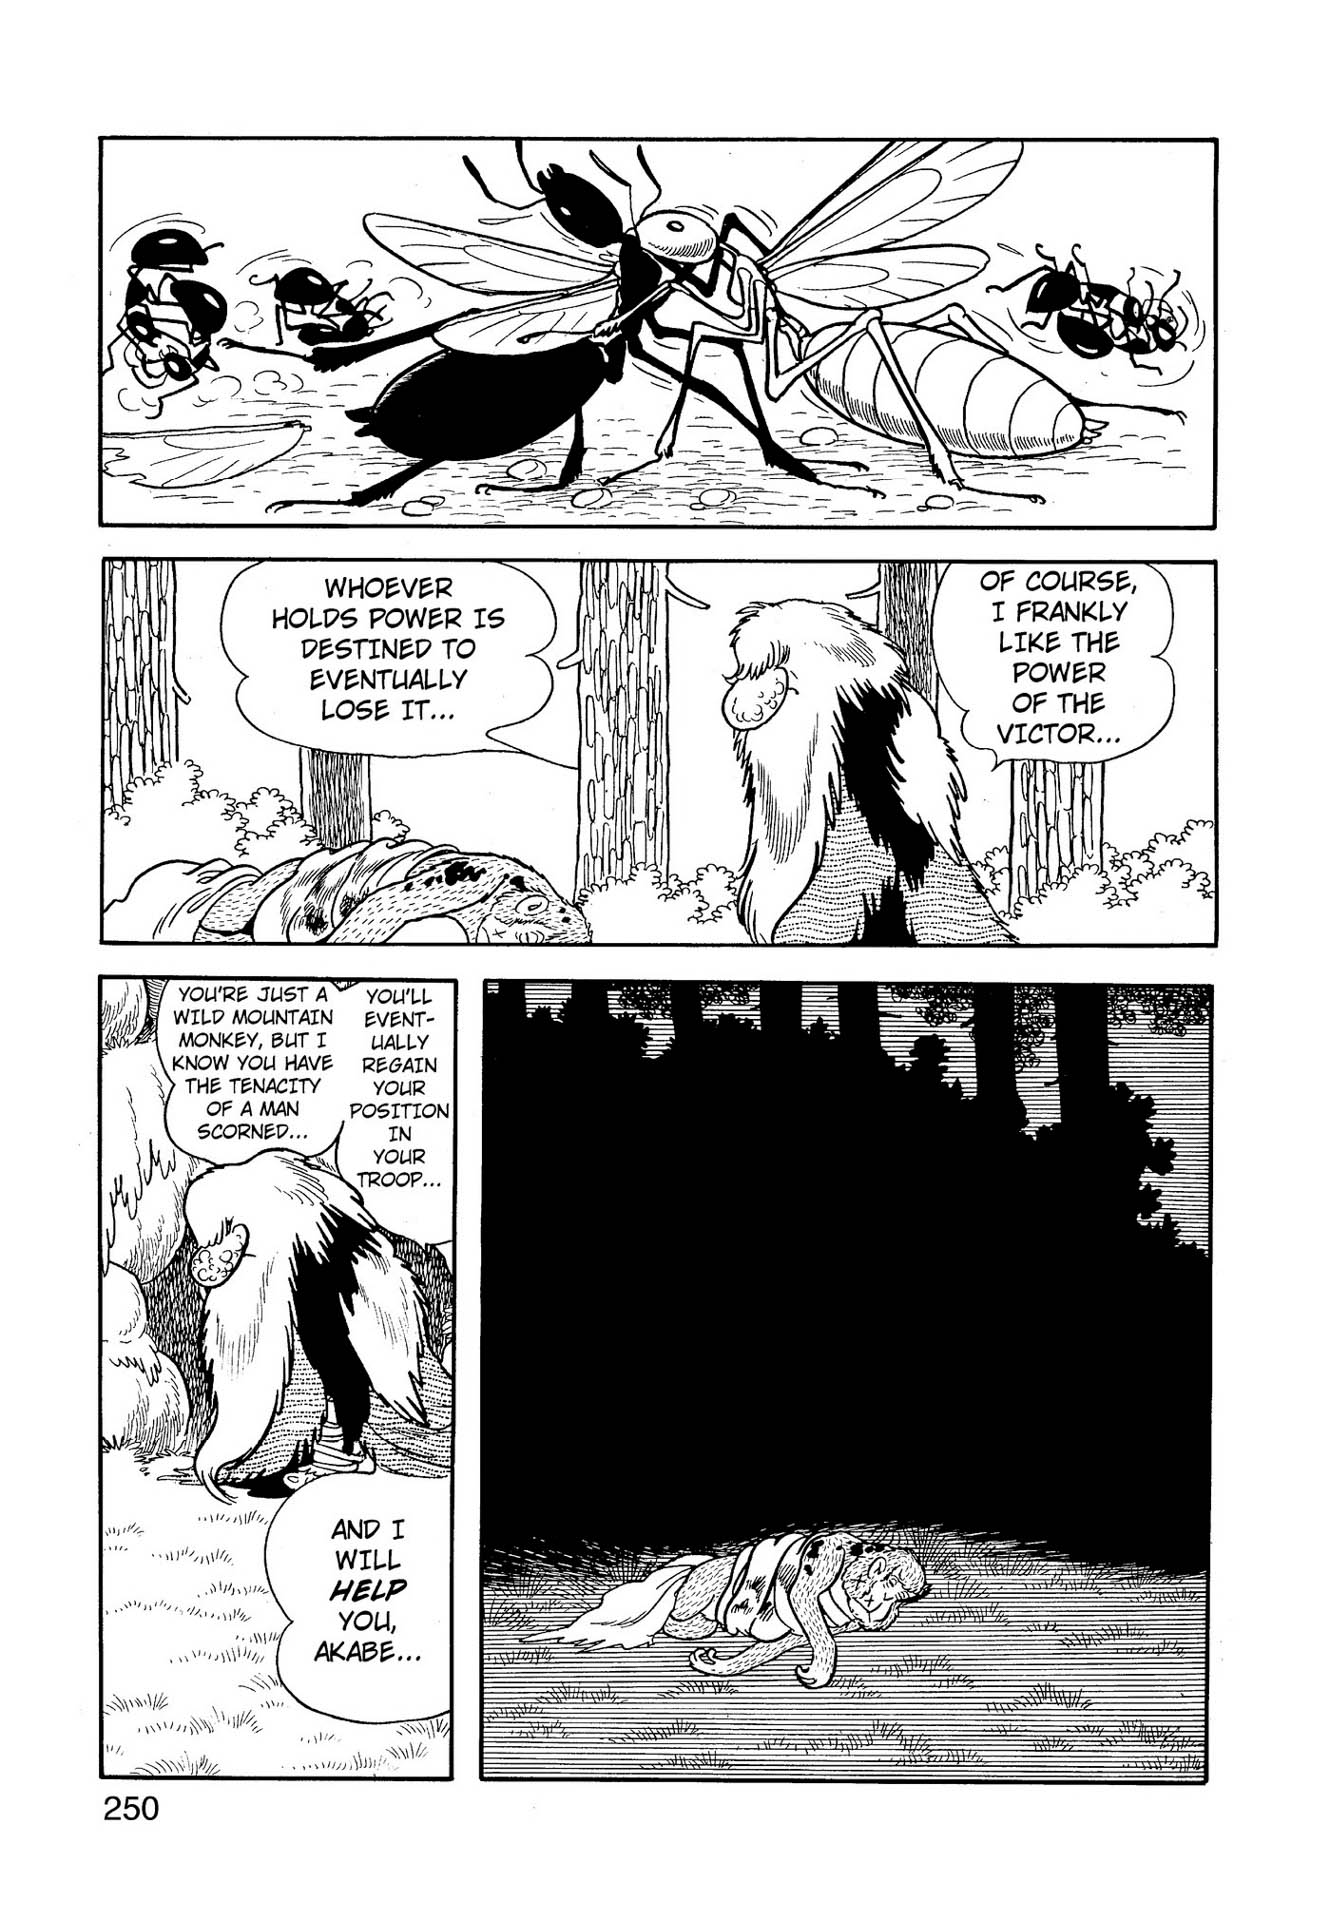 WHOEVER
HOLDS POWER IS
DESTINED TO
EVENTUALLY
LOSE IT...
OF COURSE,
I FRANKLY
LIKE THE
POWER
OF THE
VICTOR...
YOU'RE JUST A
WILD MOUNTAIN
MONKEY, BUT I
KNOW YOU HAVE
THE TENACITY
OF A MAN
SCORNED...
YOU'LL
EVENT-
UALLY
REGAIN
YOUR
POSITION
IN
YOUR
TROOP...
AND I
WILL
HELP
YOU,
AKABE...
250